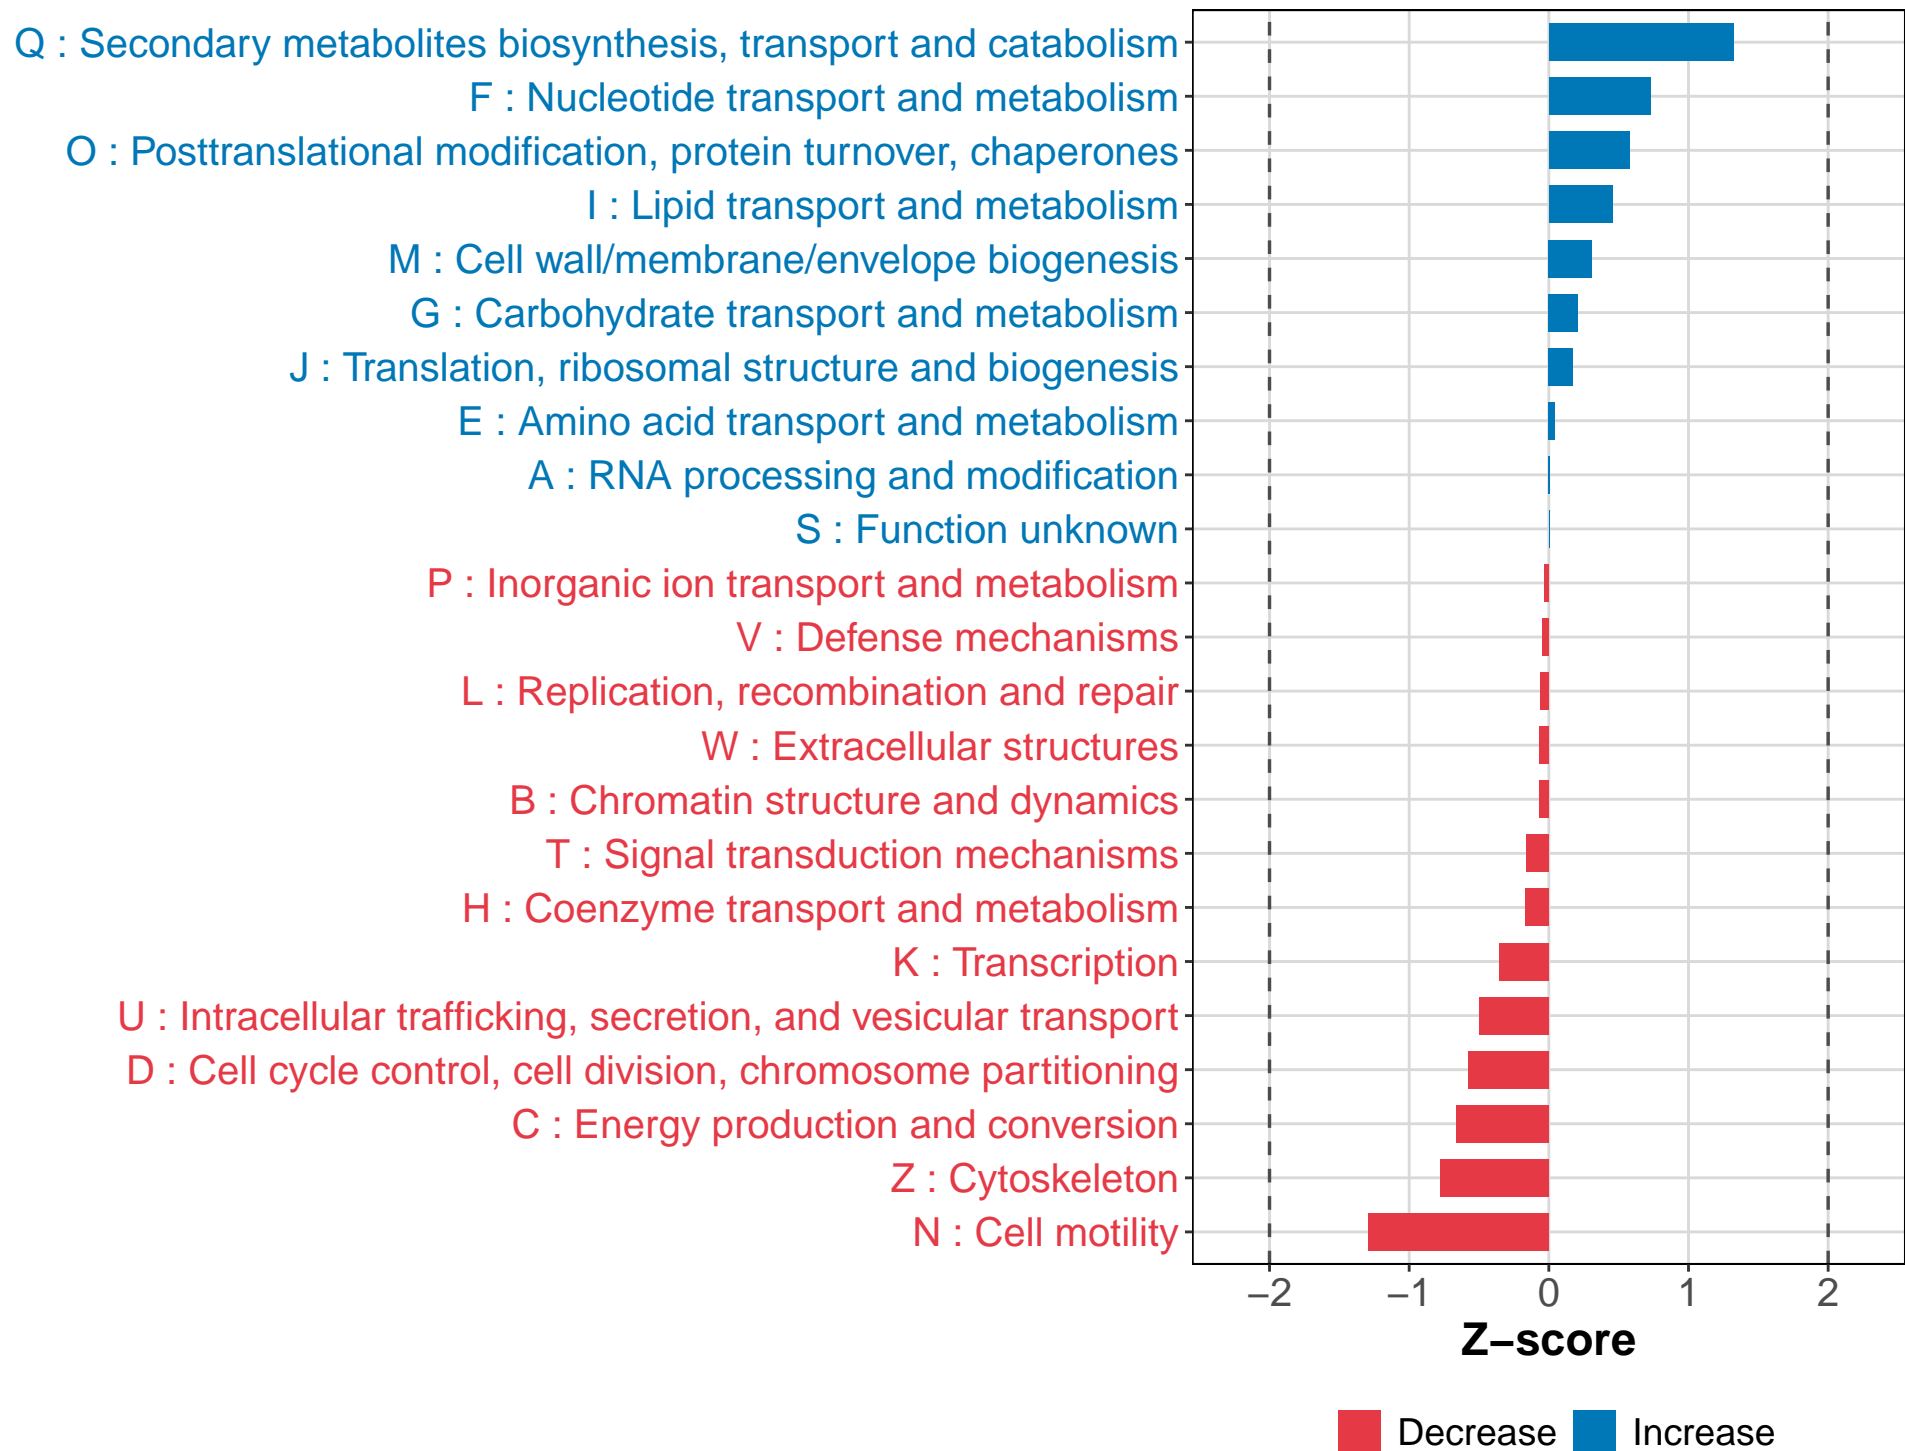 Q : Secondary metabolites biosynthesis, transport and catabolism
F : Nucleotide transport and metabolism
O : Posttranslational modification, protein turnover, chaperones
I : Lipid transport and metabolism
M : Cell wall/membrane/envelope biogenesis
G : Carbohydrate transport and metabolism
J : Translation, ribosomal structure and biogenesis
E : Amino acid transport and metabolism
A : RNA processing and modification
S : Function unknown
P : Inorganic ion transport and metabolism
V : Defense mechanisms
L : Replication, recombination and repair
W : Extracellular structures
B : Chromatin structure and dynamics
T : Signal transduction mechanisms
H : Coenzyme transport and metabolism
K : Transcription
U : Intracellular trafficking, secretion, and vesicular transport
D : Cell cycle control, cell division, chromosome partitioning
C : Energy production and conversion
Z : Cytoskeleton
N : Cell motility
−2 −1 0 1 2
Z−score
Decrease Increase